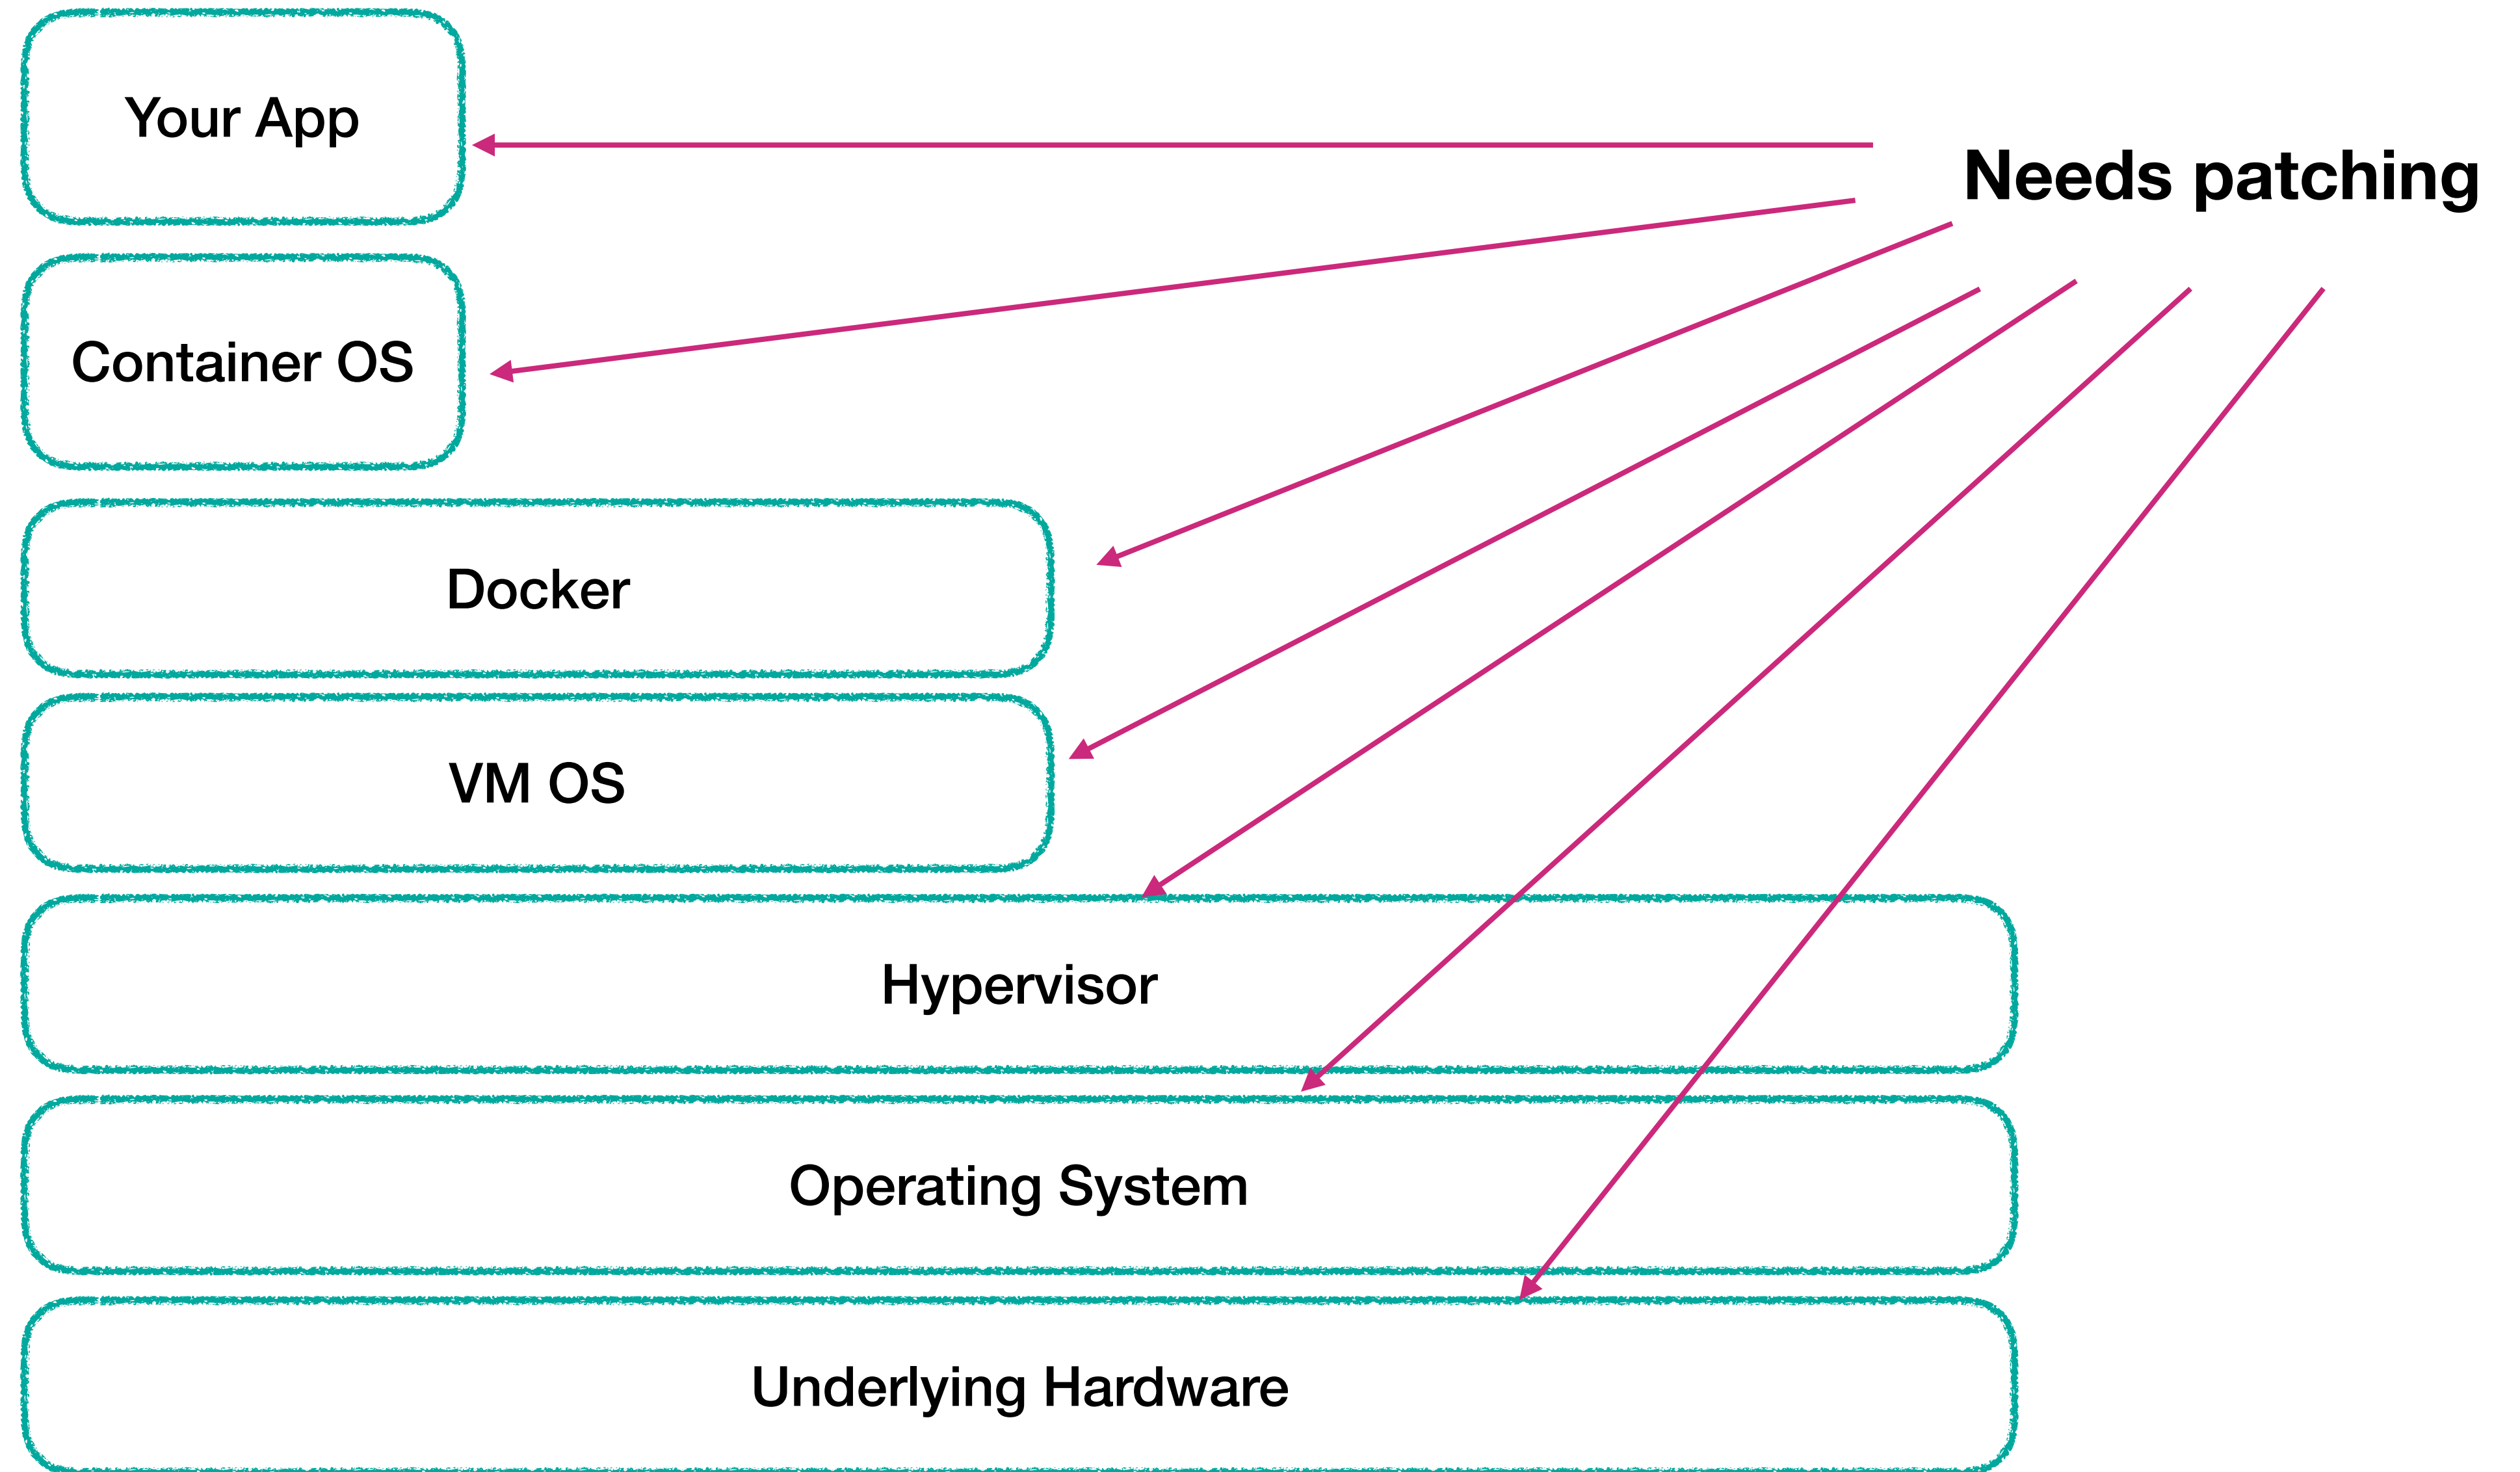 Your App
Needs patching
Container OS
Docker
VM OS
Hypervisor
Operating System
Underlying Hardware